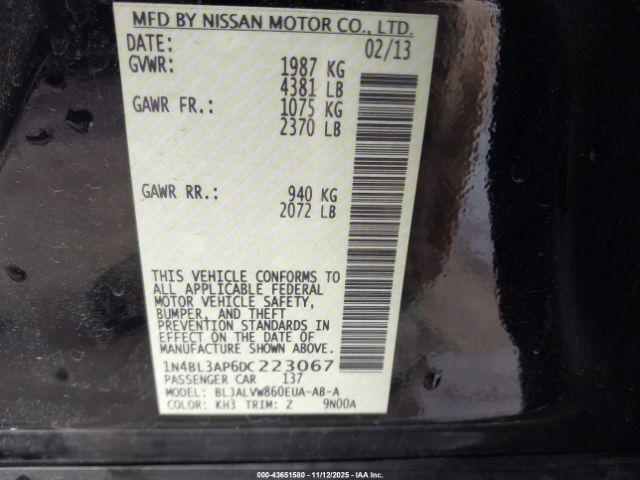 MFD BY NISSAN MOTOR CO., LTD.
DATE: 02/13
GVWR: 1987 KG
4381 LB
GAWR FR.: 1075 KG
2370 LB
GAWR RR.: 940 KG
2072 LB
THIS VEHICLE CONFORMS TO
ALL APPLICABLE FEDERAL
MOTOR VEHICLE SAFETY,
BUMPER, AND THEFT
PREVENTION STANDARDS IN
EFFECT ON THE DATE OF
MANUFACTURE SHOWN ABOVE.
1N4BL3AP6DC223067
PASSENGER CAR 137
MODEL: BLJALVW860EUA-AB-A
COLOR: KH3 TRIM: Z 9N00A
000-43651580 - 11/12/2025 - IAA Inc.